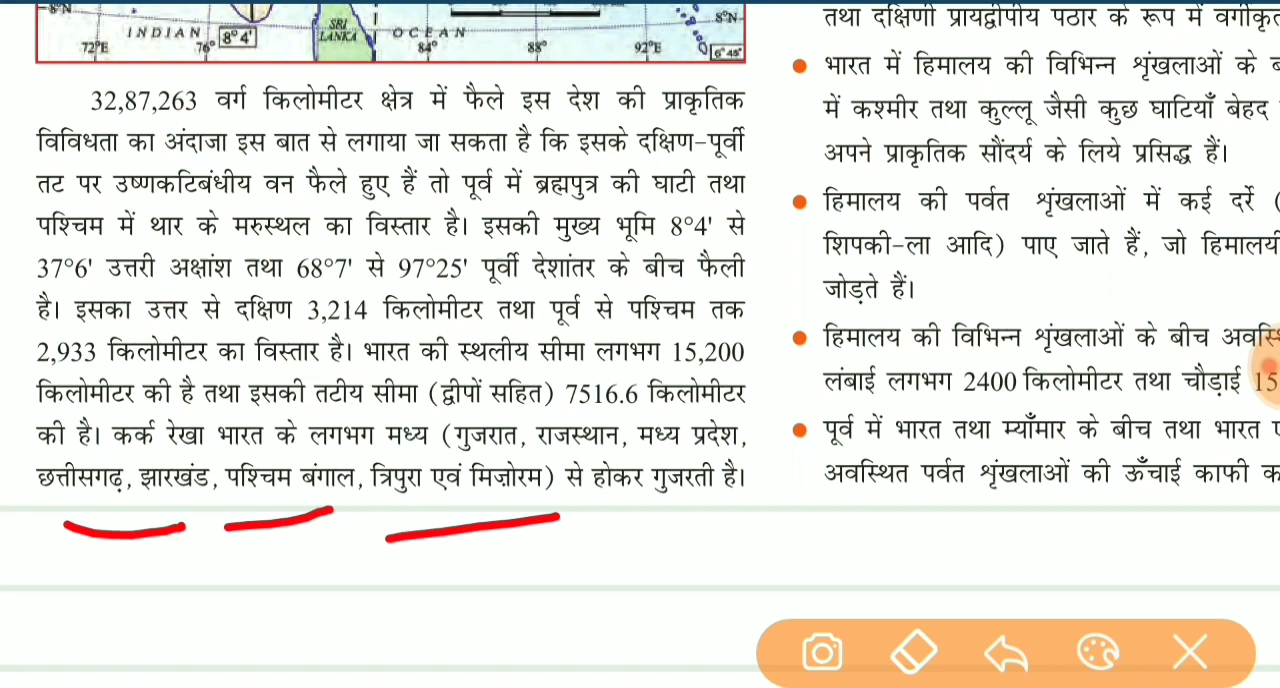 8°N
INDIAN
8°4'
SRI
LANKA
OCEAN
8°N
72°E
76°
84°
88°
92°E
6°45'
32,87,263 वर्ग किलोमीटर क्षेत्र में फैले इस देश की प्राकृतिक
विविधता का अंदाजा इस बात से लगाया जा सकता है कि इसके दक्षिण-पूर्वी
तट पर उष्णकटिबंधीय वन फैले हुए हैं तो पूर्व में ब्रह्मपुत्र की घाटी तथा
पश्चिम में थार के मरुस्थल का विस्तार है। इसकी मुख्य भूमि 8°4' से
37°6' उत्तरी अक्षांश तथा 68°7' से 97°25' पूर्वी देशांतर के बीच फैली
है। इसका उत्तर से दक्षिण 3,214 किलोमीटर तथा पूर्व से पश्चिम तक
2,933 किलोमीटर का विस्तार है। भारत की स्थलीय सीमा लगभग 15,200
किलोमीटर की है तथा इसकी तटीय सीमा (द्वीपों सहित) 7516.6 किलोमीटर
की है। कर्क रेखा भारत के लगभग मध्य (गुजरात, राजस्थान, मध्य प्रदेश,
छत्तीसगढ़, झारखंड, पश्चिम बंगाल, त्रिपुरा एवं मिज़ोरम) से होकर गुजरती है।
तथा दक्षिणी प्रायद्वीपीय पठार के रूप में वर्गीकृत
• भारत में हिमालय की विभिन्न शृंखलाओं के
में कश्मीर तथा कुल्लू जैसी कुछ घाटियाँ बेहद
अपने प्राकृतिक सौंदर्य के लिये प्रसिद्ध हैं।
• हिमालय की पर्वत शृंखलाओं में कई दर्रे (
शिपकी-ला आदि) पाए जाते हैं, जो हिमालयी
जोड़ते हैं।
• हिमालय की विभिन्न शृंखलाओं के बीच
लंबाई लगभग 2400 किलोमीटर तथा चौड़ाई 15
• पूर्व में भारत तथा म्याँमार के बीच तथा भारत
अवस्थित पर्वत शृंखलाओं की ऊँचाई काफी